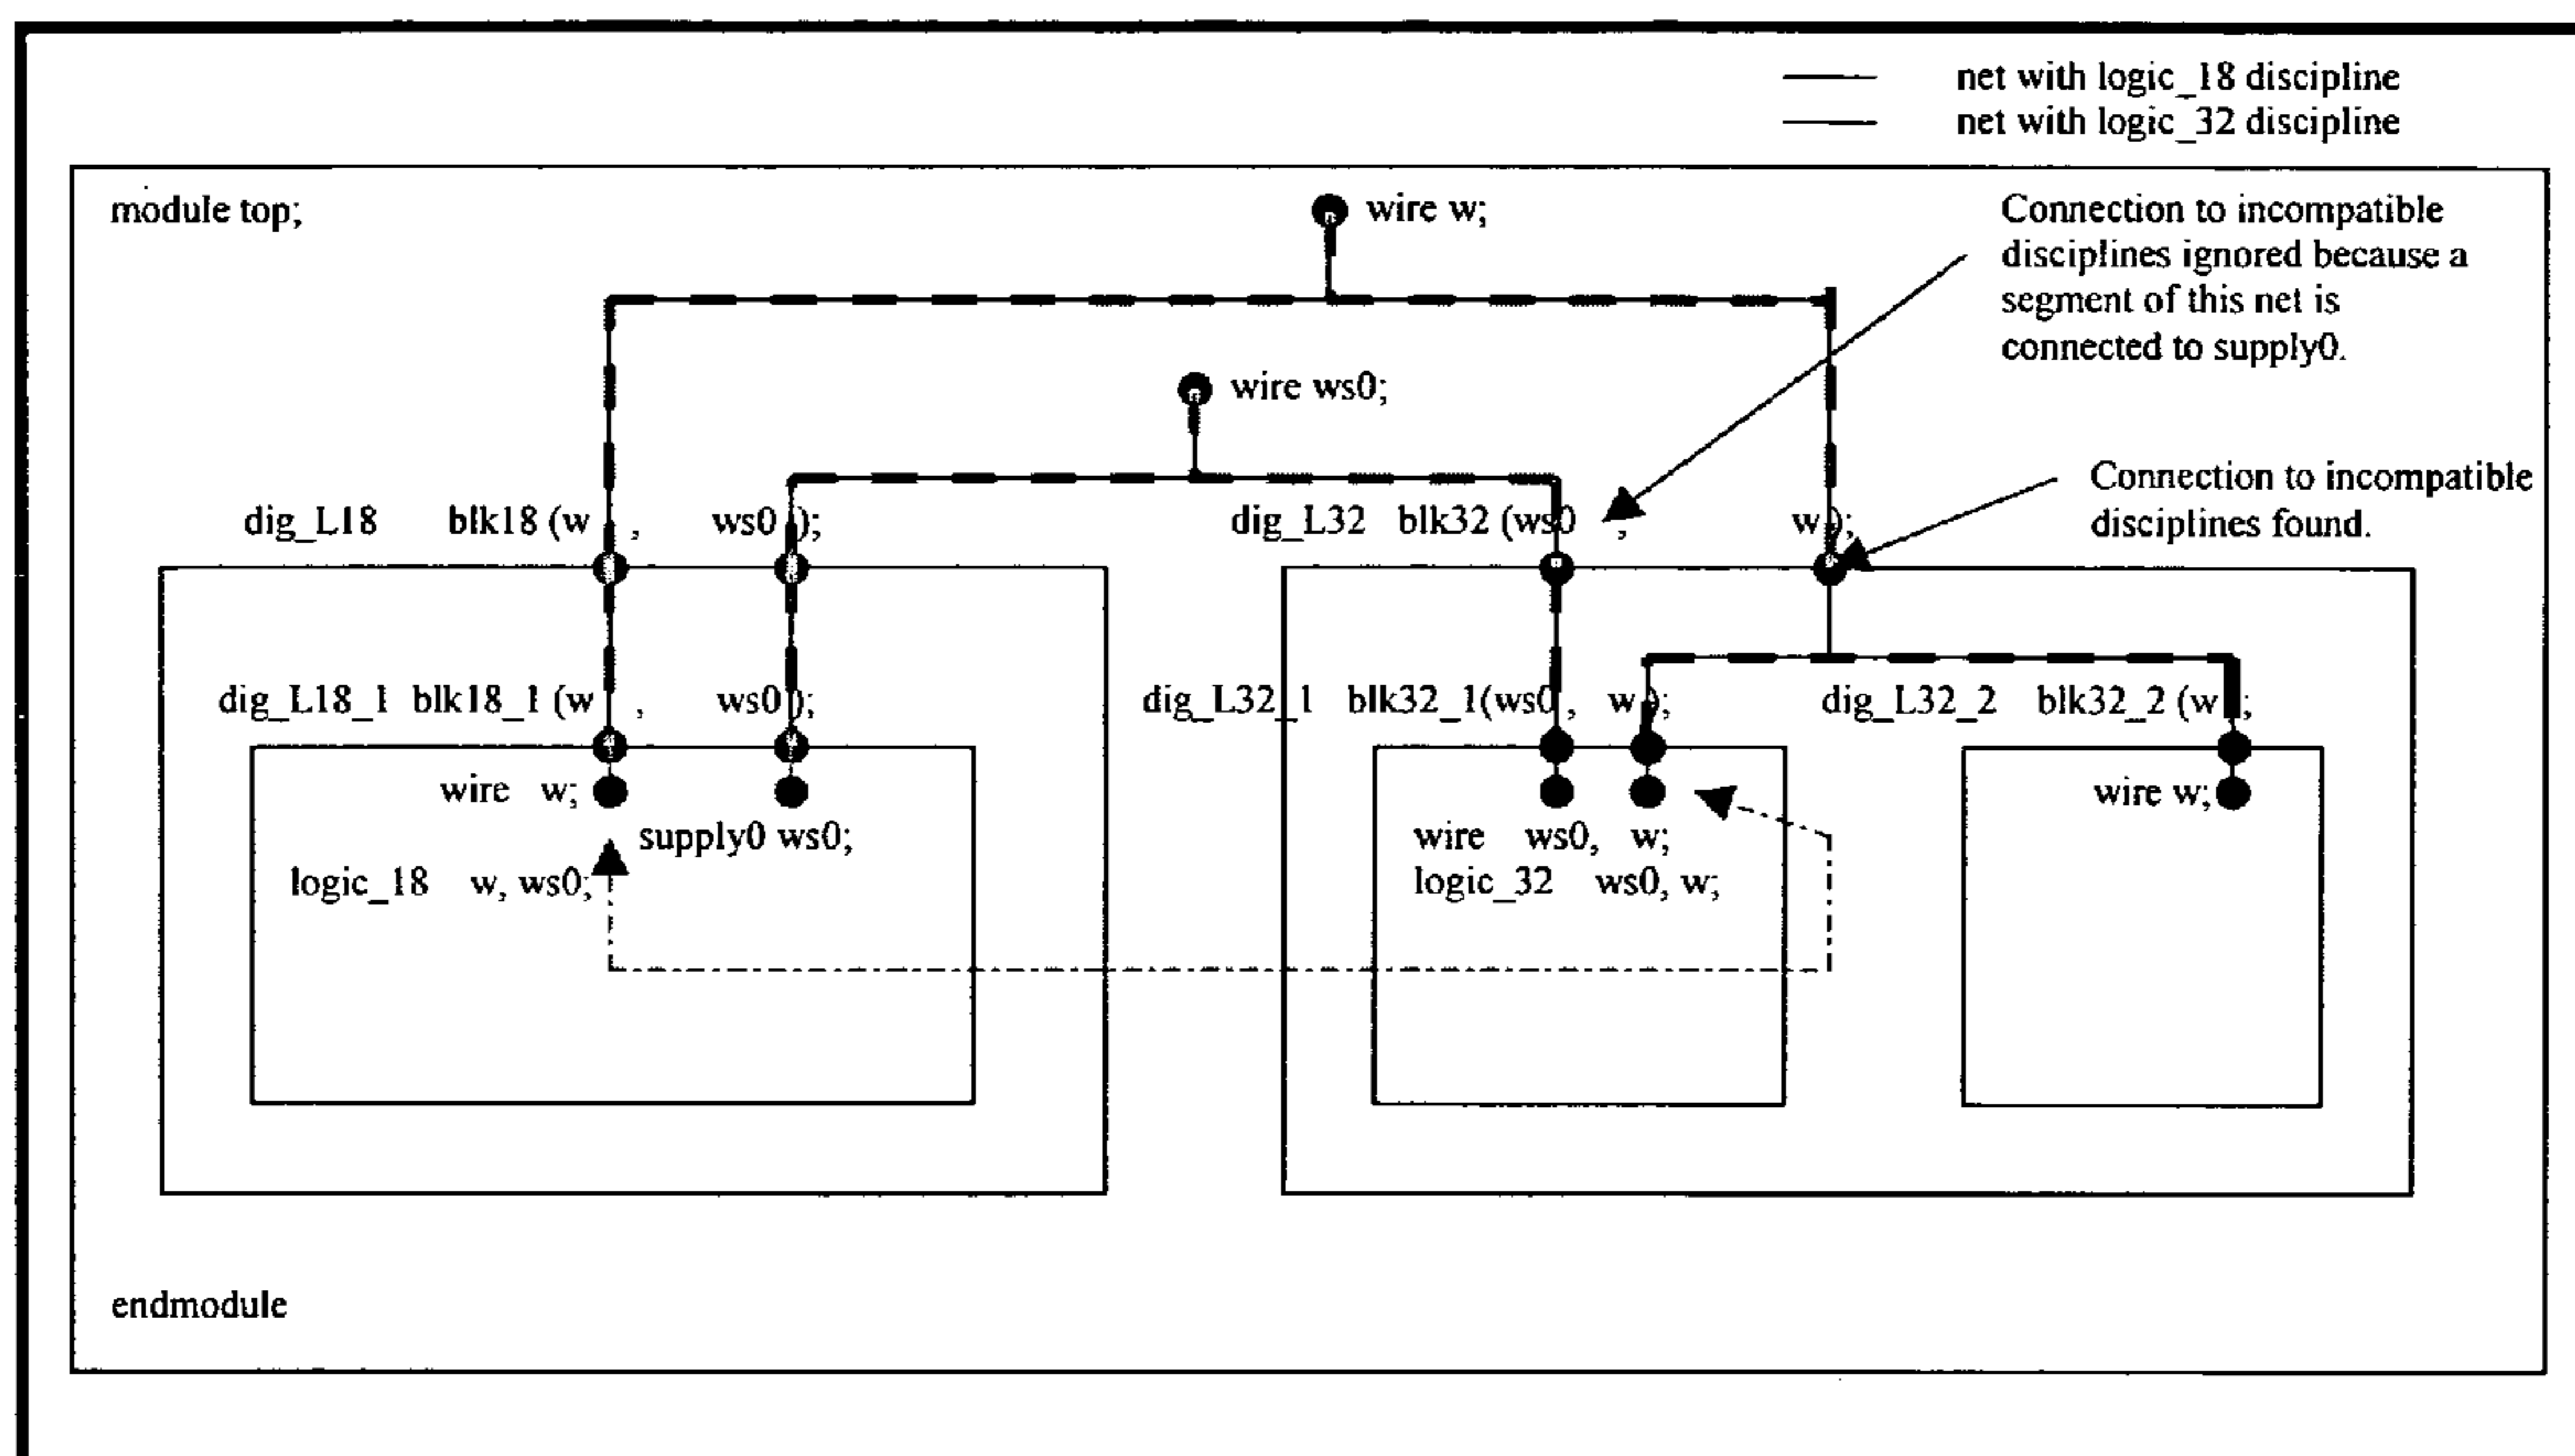 net with logic_18 discipline
net with logic_32 discipline
module top;
wire w;
Connection to incompatible
disciplines ignored because a
segment of this net is
connected to supply0.
wire ws0;
Connection to incompatible
disciplines found.
dig_L18 blk18 (w , ws0 );
dig_L32 blk32 (ws0 , w );
dig_L18_1 blk18_1 (w , ws0 );
dig_L32_1 blk32_1(ws0 , w );
dig_L32_2 blk32_2 (w );
wire w;
supply0 ws0;
logic_18 w, ws0;
wire ws0, w;
logic_32 ws0, w;
wire w;
endmodule